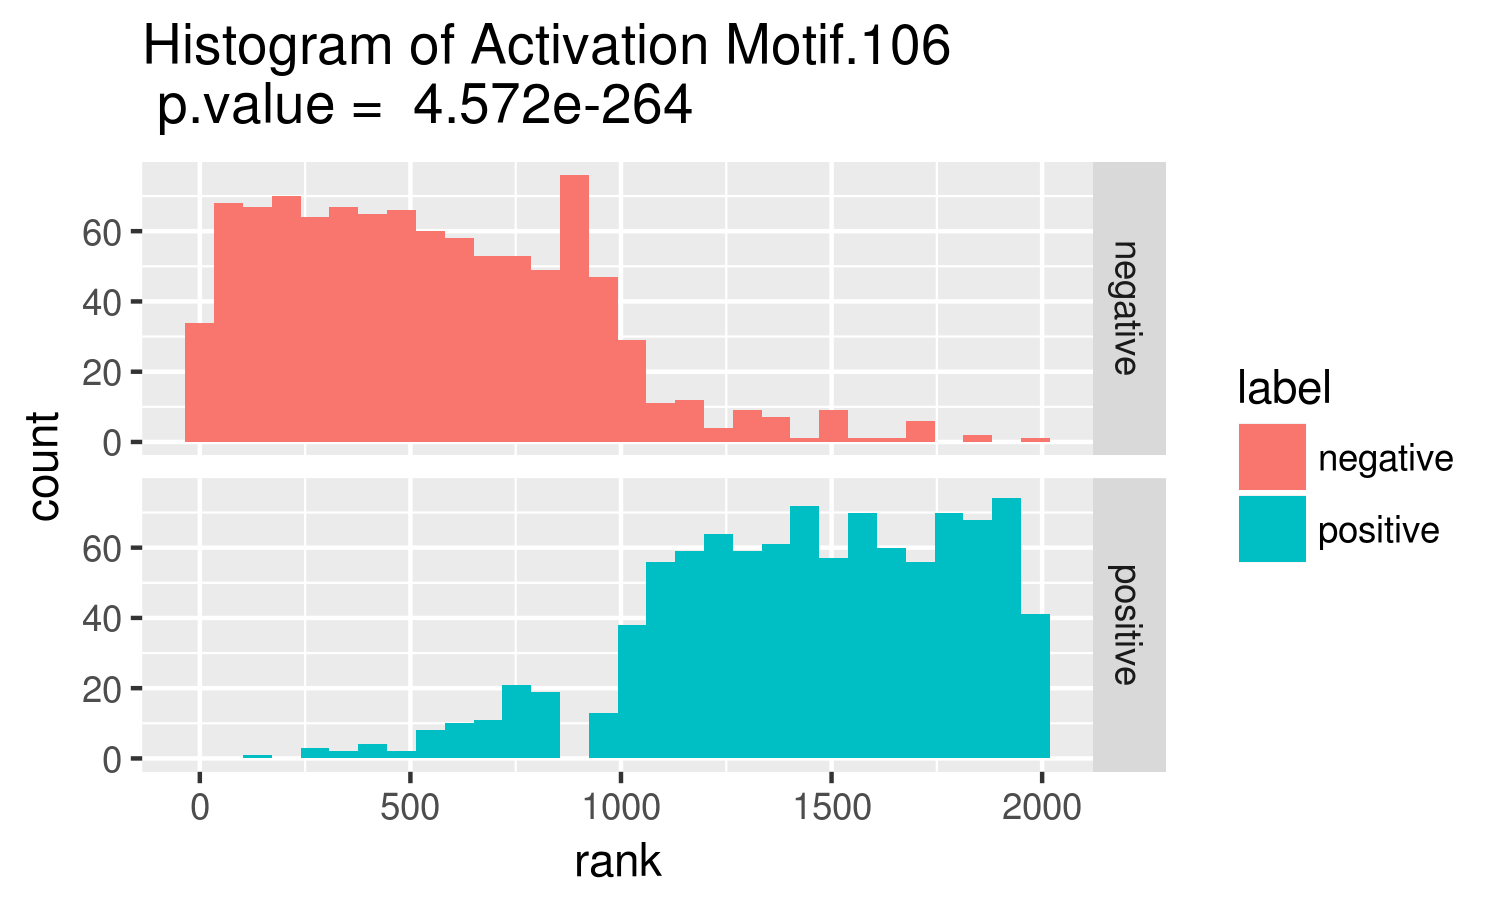 Histogram of Activation Motif.106
p.value =  4.572e-264
count
60
40
20
0
negative
60
40
20
0
positive
0 500 1000 1500 2000
rank
label
negative
positive